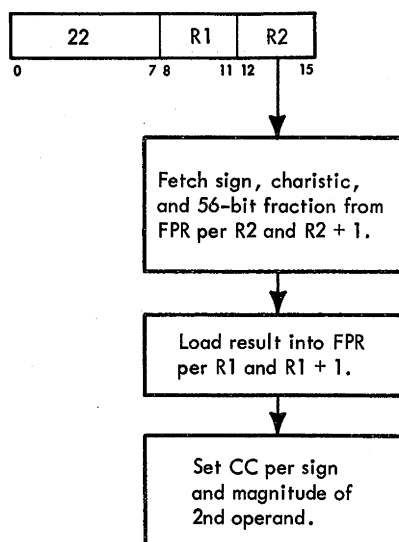 22 R1 R2
0 7 8 11 12 15
Fetch sign, charistic,
and 56-bit fraction from
FPR per R2 and R2 + 1.
Load result into FPR
per R1 and R1 + 1.
Set CC per sign
and magnitude of
2nd operand.